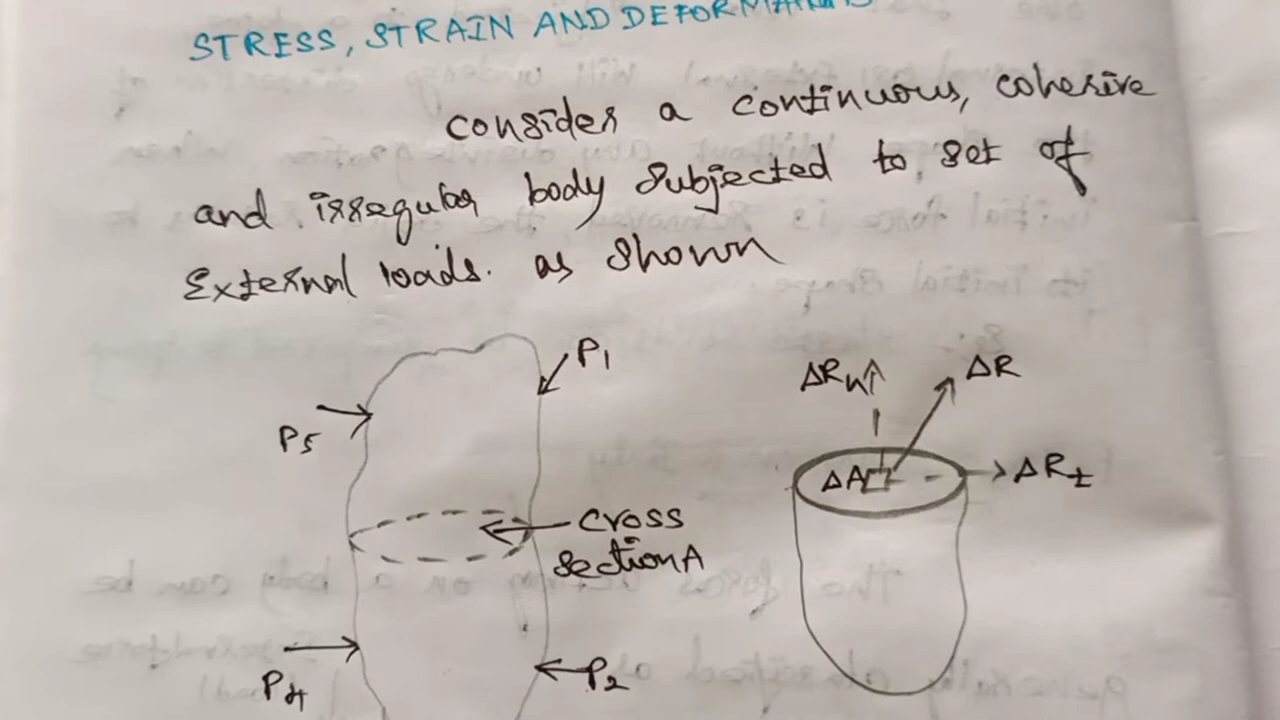 STRESS, STRAIN AND DEFORMATIONS
consider a continuous, cohesive
and irregular body subjected to set of
External loads. as shown
P1
P5
Cross
section A
P4
P2
ΔRn
ΔR
ΔA
ΔRt